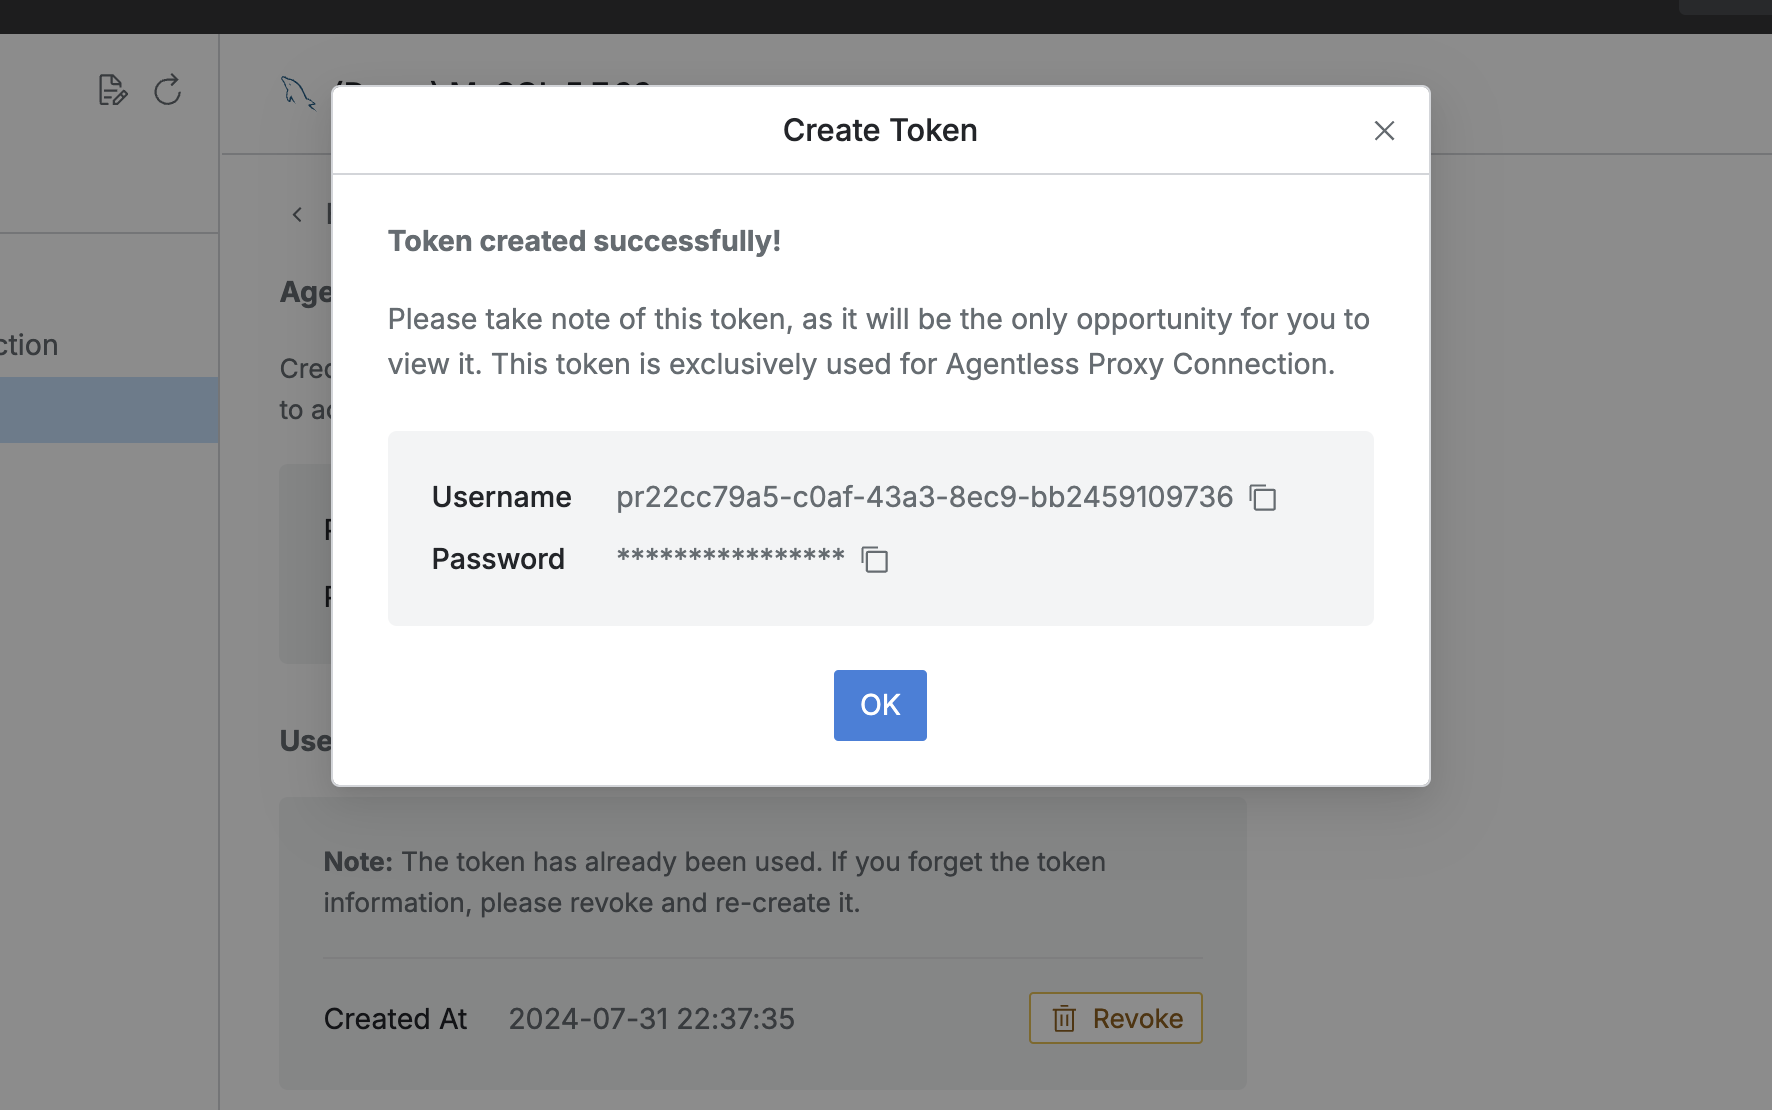 Create Token
Token created successfully!
Please take note of this token, as it will be the only opportunity for you to
view it. This token is exclusively used for Agentless Proxy Connection.
Username pr22cc79a5-c0af-43a3-8ec9-bb2459109736
Password ****************
OK
ction
Age
Crec
to ac
Use
Note: The token has already been used. If you forget the token
information, please revoke and re-create it.
Created At 2024-07-31 22:37:35
Revoke